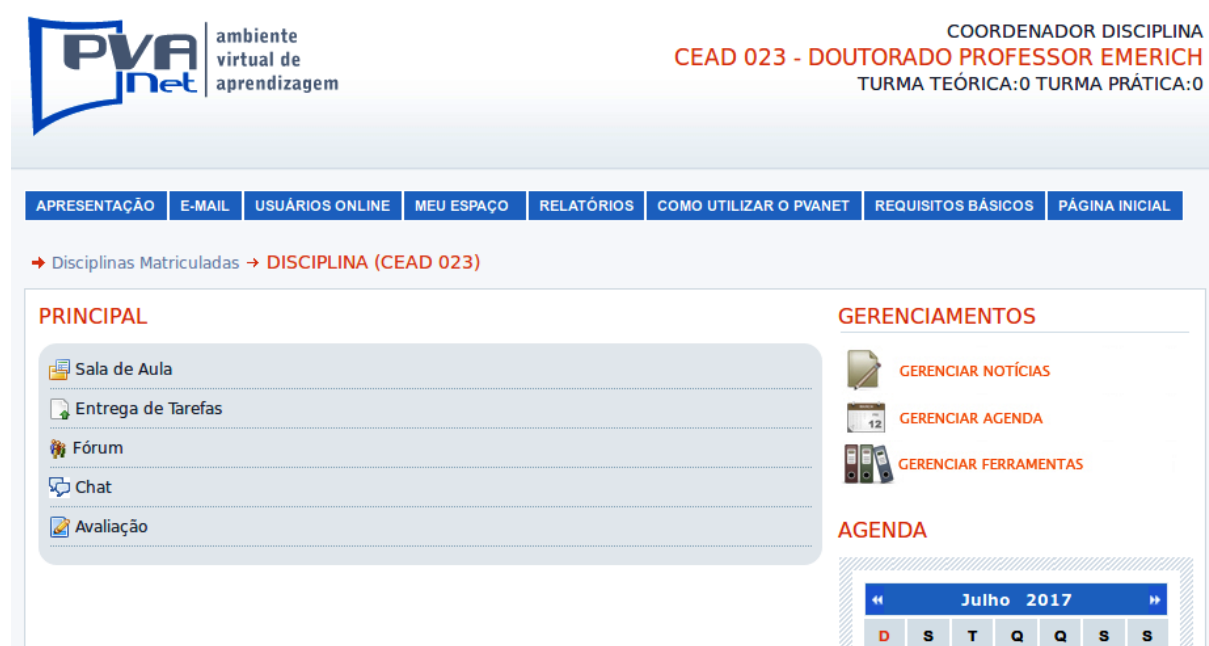 PVA
Net
ambiente
virtual de
aprendizagem
COORDENADOR DISCIPLINA
CEAD 023 - DOUTORADO PROFESSOR EMERICH
TURMA TEÓRICA:0 TURMA PRÁTICA:0
APRESENTAÇÃO E-MAIL USUÁRIOS ONLINE MEU ESPAÇO RELATÓRIOS COMO UTILIZAR O PVANET REQUISITOS BÁSICOS PÁGINA INICIAL
Disciplinas Matriculadas → DISCIPLINA (CEAD 023)
PRINCIPAL
Sala de Aula
Entrega de Tarefas
Fórum
Chat
Avaliação
GERENCIAMENTOS
GERENCIAR NOTÍCIAS
12
GERENCIAR AGENDA
GERENCIAR FERRAMENTAS
AGENDA
Julho 2017
D S T Q Q S S